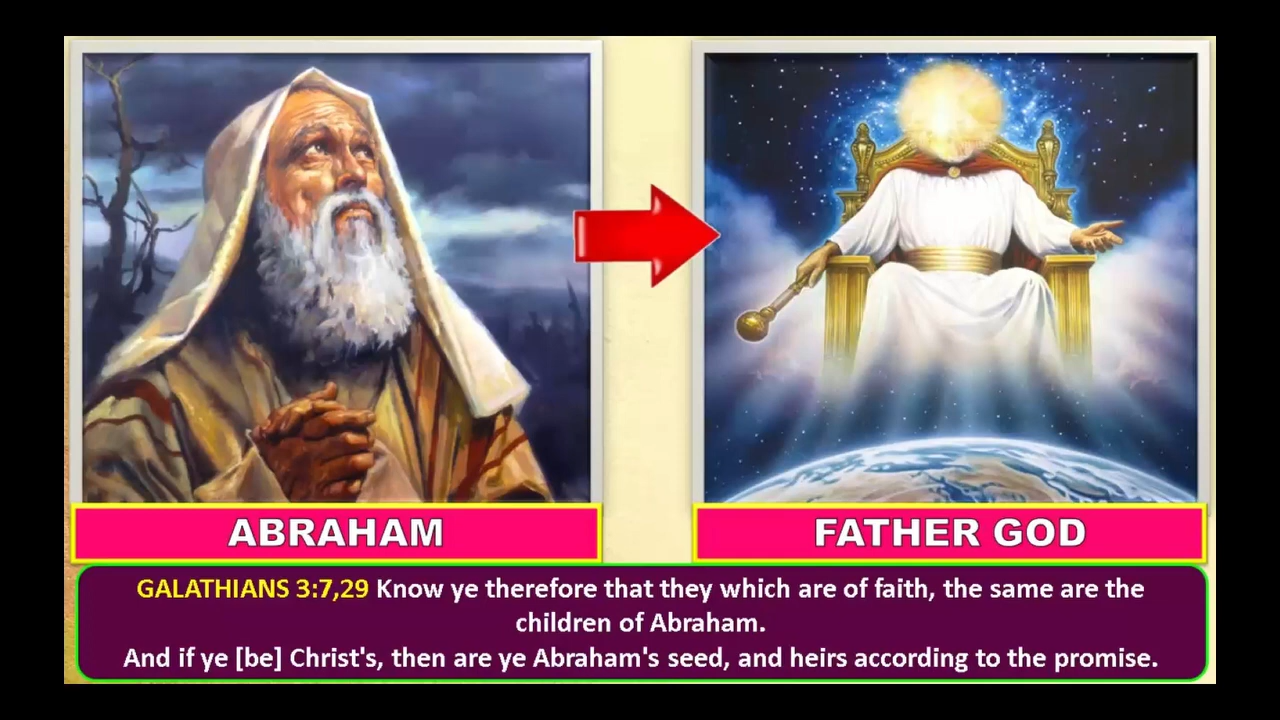 ABRAHAM
FATHER GOD
GALATHIANS 3:7,29 Know ye therefore that they which are of faith, the same are the
children of Abraham.
And if ye [be] Christ's, then are ye Abraham's seed, and heirs according to the promise.